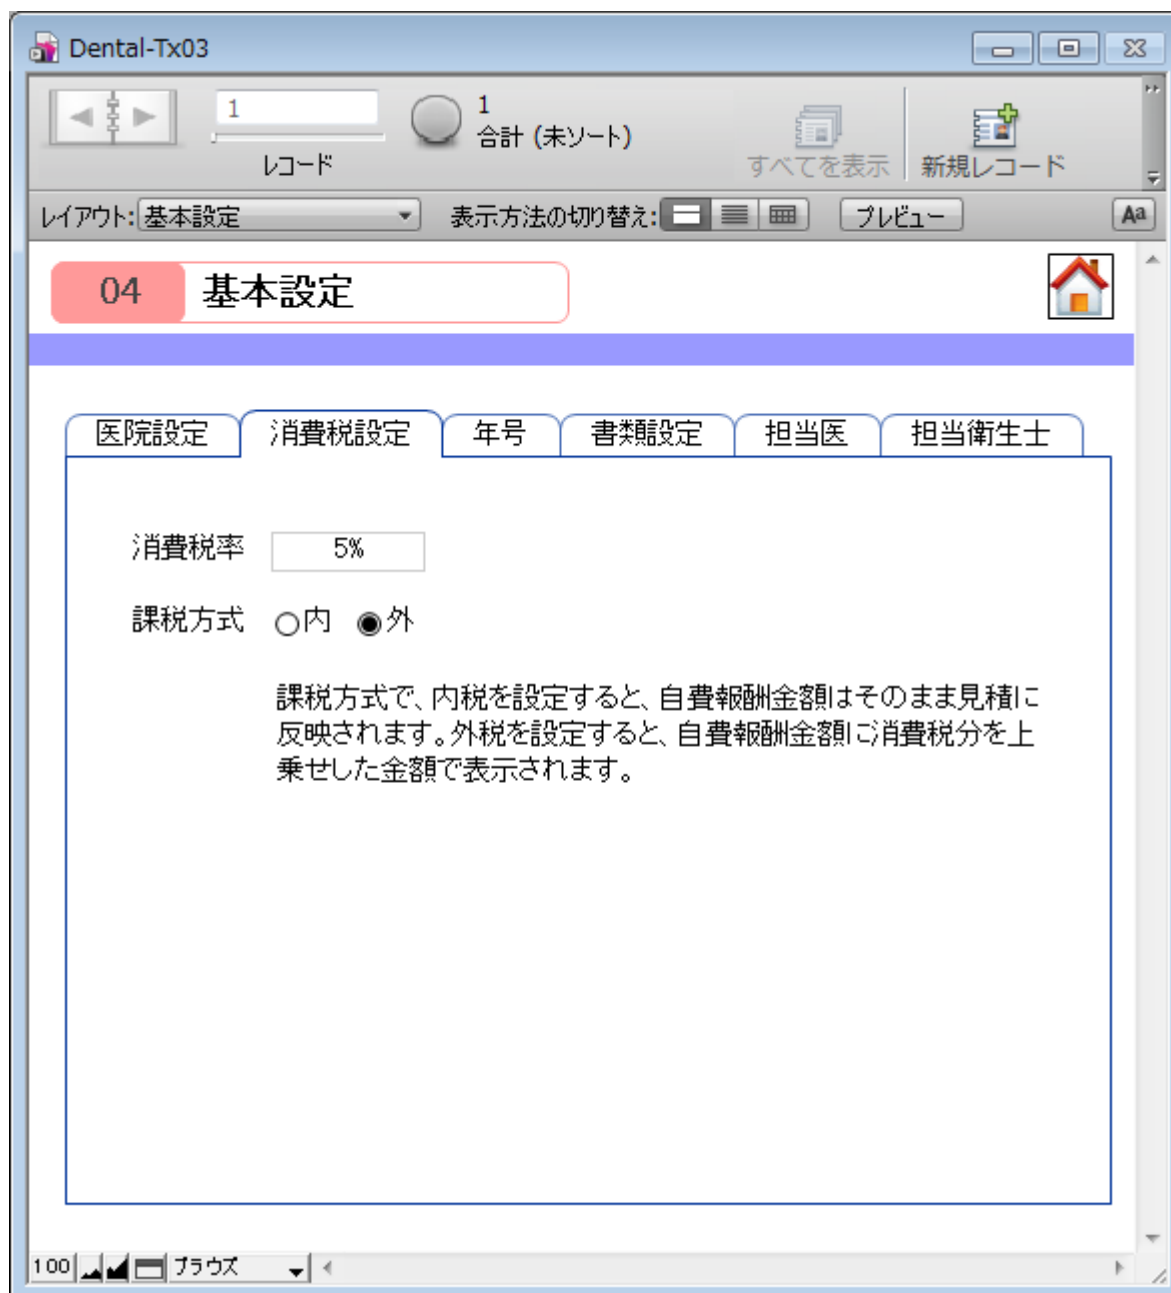 Dental-Tx03
1
1
合計 (未ソート)
レコード
すべてを表示
新規レコード
レイアウト: 基本設定
表示方法の切り替え:
プレビュー
Aa
04 基本設定
医院設定 消費税設定 年号 書類設定 担当医 担当衛生士
消費税率 5%
課税方式 内 外
課税方式で、内税を設定すると、自費報酬金額はそのまま見積に
反映されます。外税を設定すると、自費報酬金額に消費税分を上
乗せした金額で表示されます。
100 ブラウズ